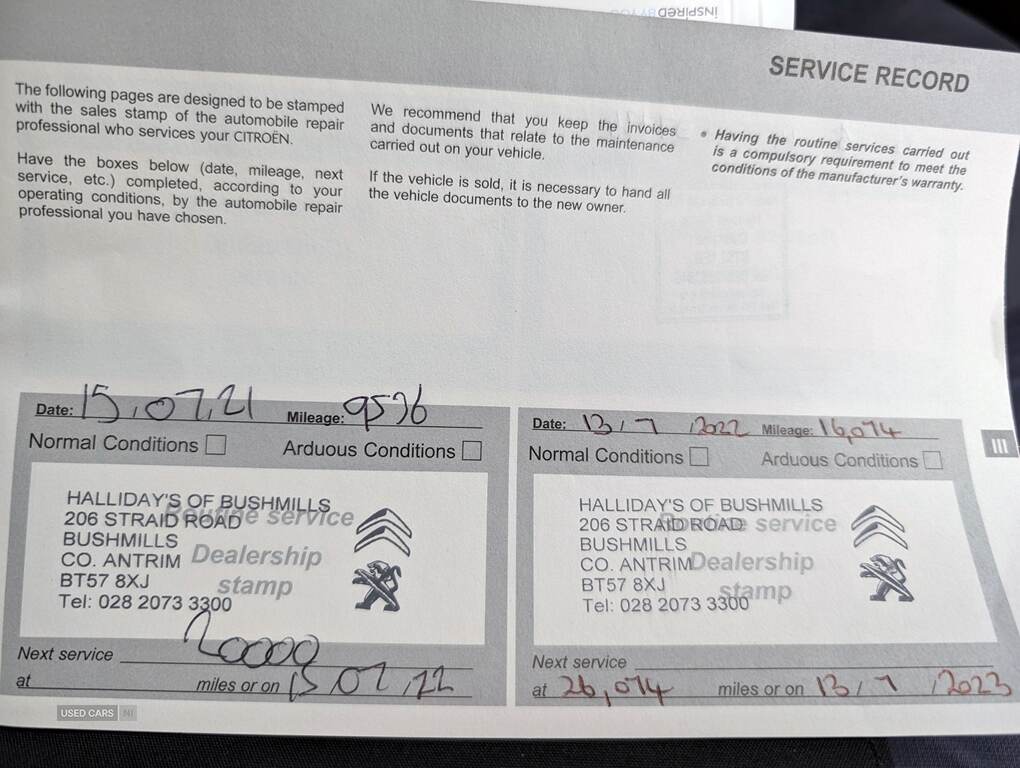 INSPIRED BY YOU
SERVICE RECORD
The following pages are designed to be stamped
with the sales stamp of the automobile repair
professional who services your CITROËN.
Have the boxes below (date, mileage, next
service, etc.) completed, according to your
operating conditions, by the automobile repair
professional you have chosen.
We recommend that you keep the invoices
and documents that relate to the maintenance
carried out on your vehicle.
If the vehicle is sold, it is necessary to hand all
the vehicle documents to the new owner.
• Having the routine services carried out
is a compulsory requirement to meet the
conditions of the manufacturer's warranty.
III
Date: 15,07,21 Mileage: 9536
Normal Conditions Arduous Conditions
Routine service
Dealership
stamp
HALLIDAY'S OF BUSHMILLS
206 STRAID ROAD
BUSHMILLS
CO. ANTRIM
BT57 8XJ
Tel: 028 2073 3300
Next service 20000
at miles or on 15,07,22
Date: 13/7/2022 Mileage: 16,074
Normal Conditions Arduous Conditions
Routine service
Dealership
stamp
HALLIDAY'S OF BUSHMILLS
206 STRAID ROAD
BUSHMILLS
CO. ANTRIM
BT57 8XJ
Tel: 028 2073 3300
Next service
at 26,074 miles or on 13/7/2023
USED CARS NI